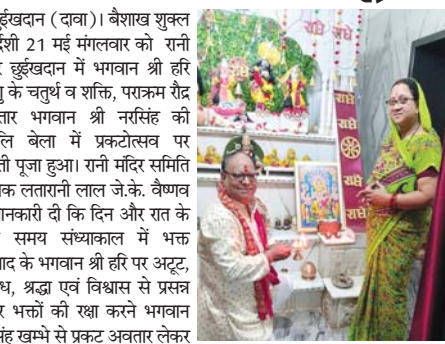 छुईखदान (दावा)। बैशाख शुक्ल
21 मई मंगलवार को रानी
छुईखदान में भगवान श्री हरि
के चतुर्थ व शक्ति, पराक्रम रौद्र
भगवान श्री नरसिंह की
बेला में प्रकटोत्सव पर
पूजा हुआ। रानी मंदिर समिति
लतारानी लाल जे.के. वैष्णव
जानकारी दी कि दिन और रात के
समय संध्याकाल में भक्त
के भगवान श्री हरि पर अटूट,
श्रद्धा एवं विश्वास से प्रसन्न
भक्तों की रक्षा करने भगवान
खम्भे से प्रकट अवतार लेकर
राधे
राधे
राधे
राधे